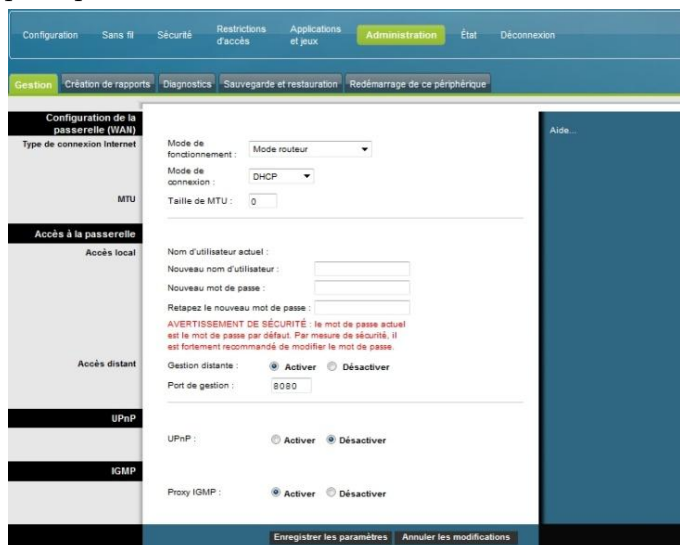 Configuration Sans fil Sécurité Restrictions d'accès Applications et jeux Administration État Déconnexion
Gestion Création de rapports Diagnostics Sauvegarde et restauration Redémarrage de ce périphérique
Configuration de la passerelle (WAN)
Aide...
Type de connexion Internet
Mode de fonctionnement : Mode routeur
Mode de connexion : DHCP
MTU
Taille de MTU : 0
Accès à la passerelle
Accès local
Nom d'utilisateur actuel :
Nouveau nom d'utilisateur :
Nouveau mot de passe :
Retapez le nouveau mot de passe :
AVERTISSEMENT DE SÉCURITÉ : le mot de passe actuel
est le mot de passe par défaut. Par mesure de sécurité, il
est fortement recommandé de modifier le mot de passe.
Accès distant
Gestion distante : Activer Désactiver
Port de gestion : 8080
UPnP
UPnP : Activer Désactiver
IGMP
Proxy IGMP : Activer Désactiver
Enregistrer les paramètres Annuler les modifications